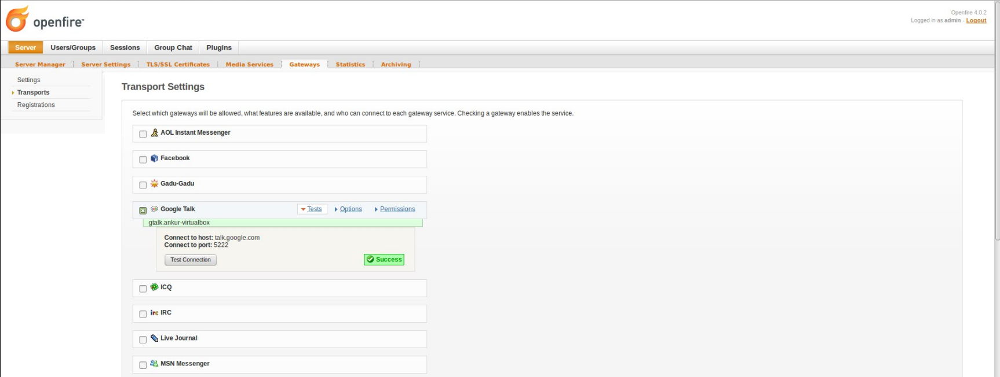 openfire™
Openfire 4.0.2
Logged in as admin - Logout
Server Users/Groups Sessions Group Chat Plugins
Server Manager Server Settings TLS/SSL Certificates Media Services Gateways Statistics Archiving
Settings
Transports
Registrations
Transport Settings
Select which gateways will be allowed, what features are available, and who can connect to each gateway service. Checking a gateway enables the service.
AOL Instant Messenger
Facebook
Gadu-Gadu
Google Talk Tests Options Permissions
gtalk.ankur-virtualbox
Connect to host: talk.google.com
Connect to port: 5222
Test Connection Success
ICQ
irc IRC
Live Journal
MSN Messenger